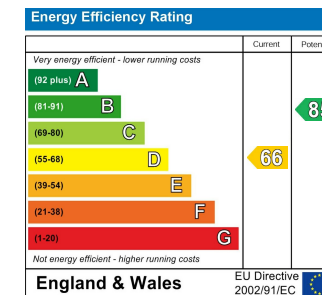 Energy Efficiency Rating
Current
Very energy efficient - lower running costs
(92 plus) A
(81-91) B
(69-80) C
(55-68) D
66
(39-54) E
(21-38) F
(1-20) G
Not energy efficient - higher running costs
England & Wales
EU Directive
2002/91/EC